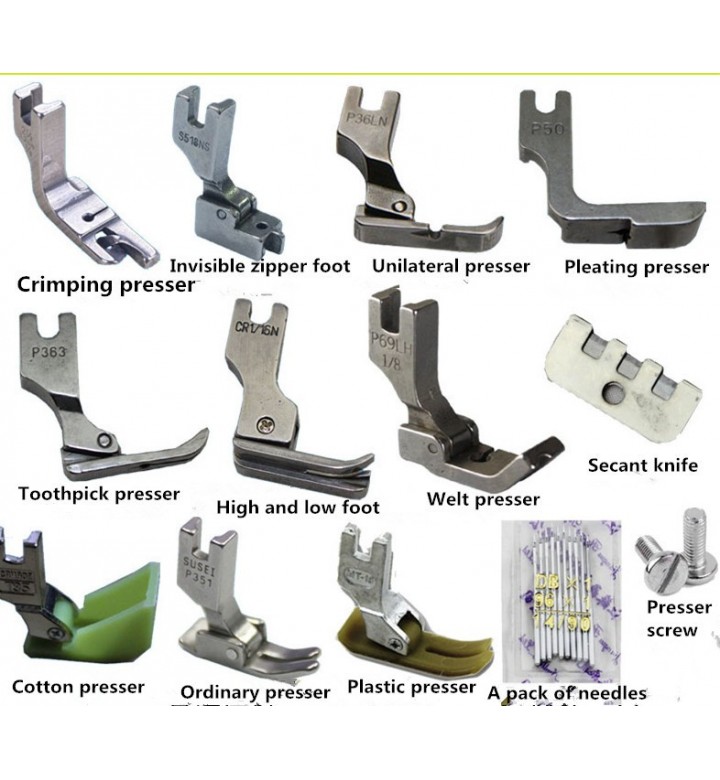 S518NS
P36LN
P50
Crimping presser
Invisible zipper foot
Unilateral presser
Pleating presser
P363
CR1/16N
P69LH
1/8
Toothpick presser
High and low foot
Welt presser
Secant knife
SUSEI
P351
Cotton presser
Ordinary presser
Plastic presser
A pack of needles
Presser
screw